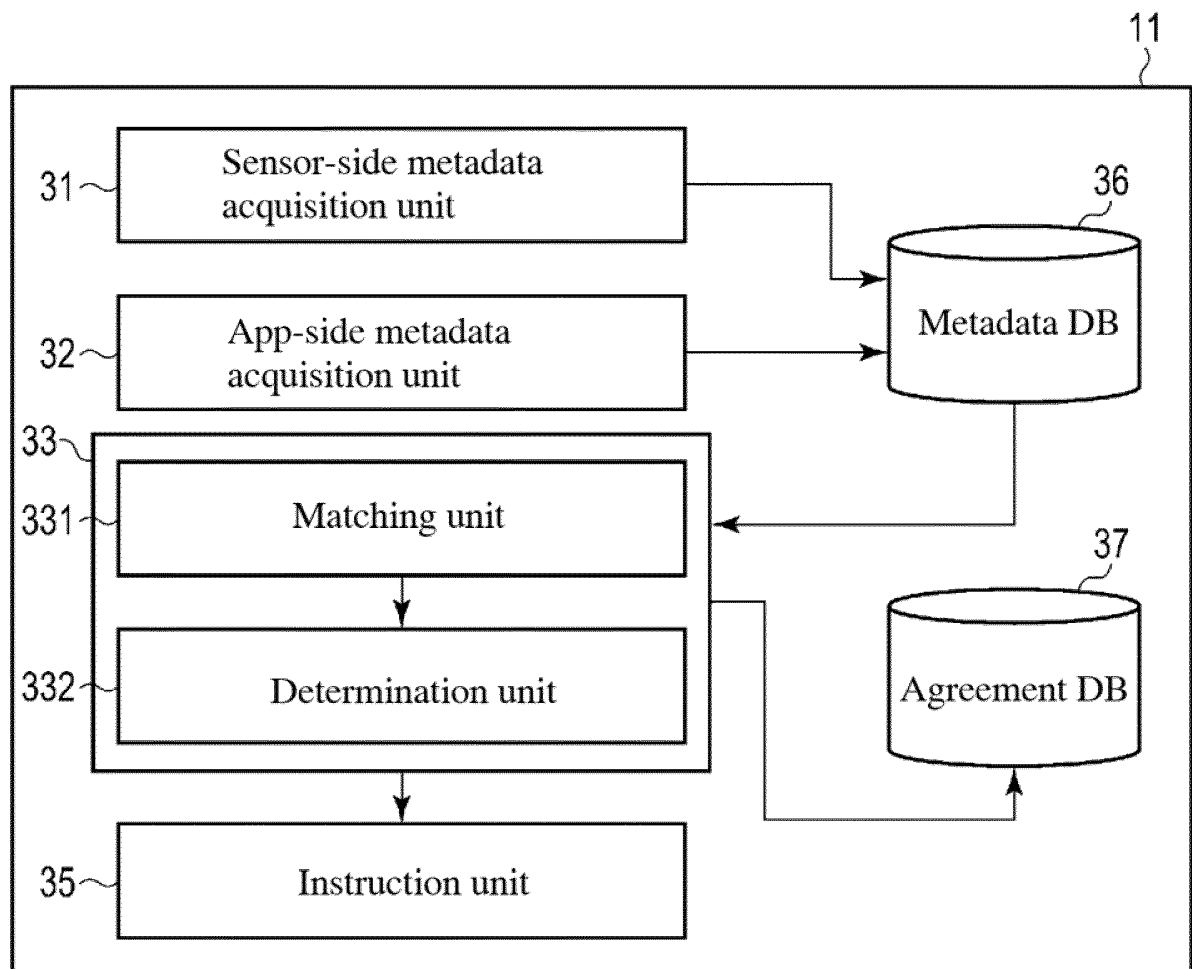 11
31
Sensor-side metadata
acquisition unit
36
Metadata DB
32
App-side metadata
acquisition unit
33
331
Matching unit
37
Agreement DB
332
Determination unit
35
Instruction unit